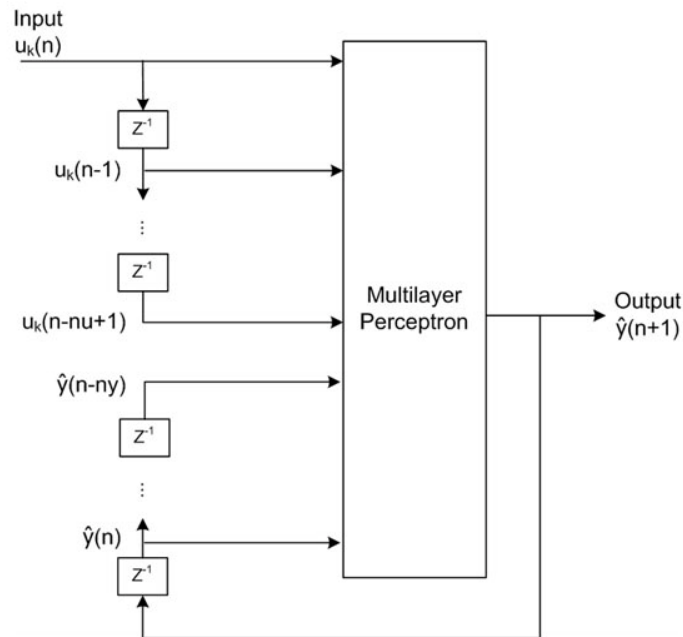 Input
uₖ(n)
Z⁻¹
uₖ(n-1)
⋮
Z⁻¹
uₖ(n-nu+1)
Multilayer
Perceptron
Output
ŷ(n+1)
ŷ(n-ny)
Z⁻¹
⋮
ŷ(n)
Z⁻¹